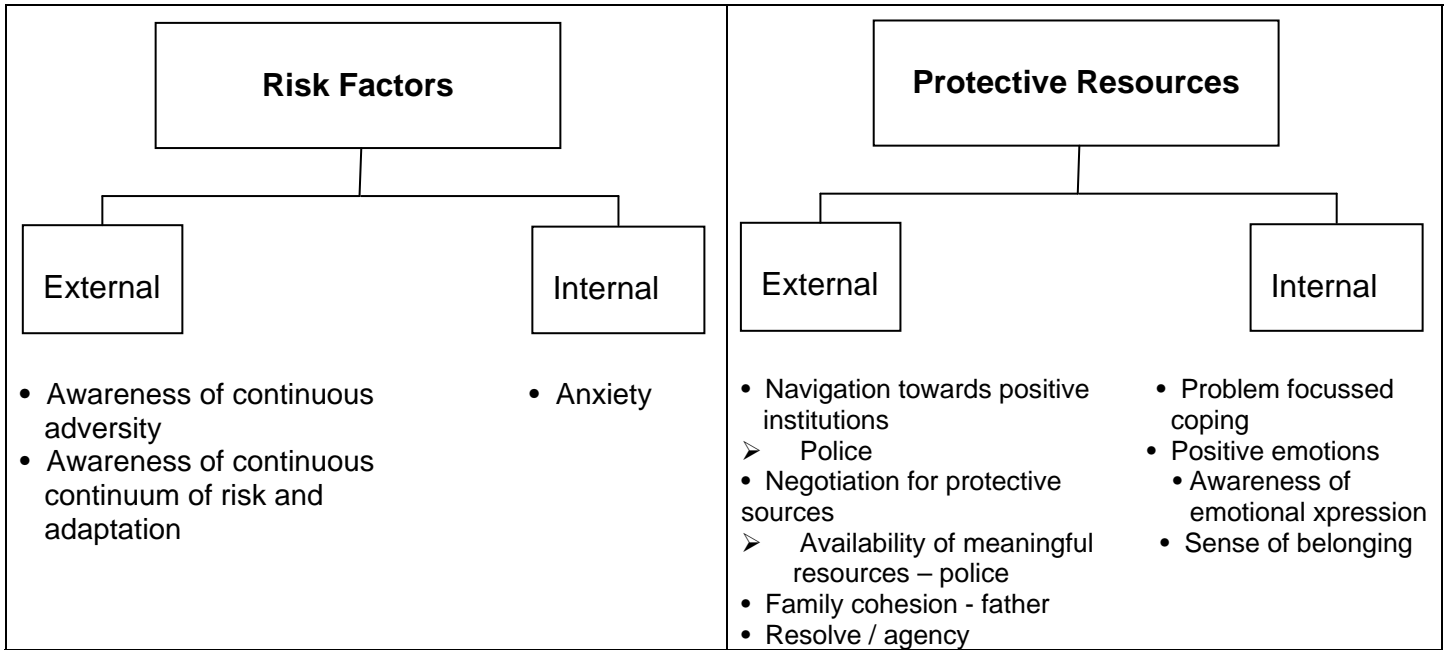 Risk Factors
External
Internal
• Awareness of continuous
adversity
• Awareness of continuous
continuum of risk and
adaptation
• Anxiety
Protective Resources
External
Internal
• Navigation towards positive
institutions
➢ Police
• Negotiation for protective
sources
➢ Availability of meaningful
resources – police
• Family cohesion - father
• Resolve / agency
• Problem focussed
coping
• Positive emotions
• Awareness of
emotional xpression
• Sense of belonging